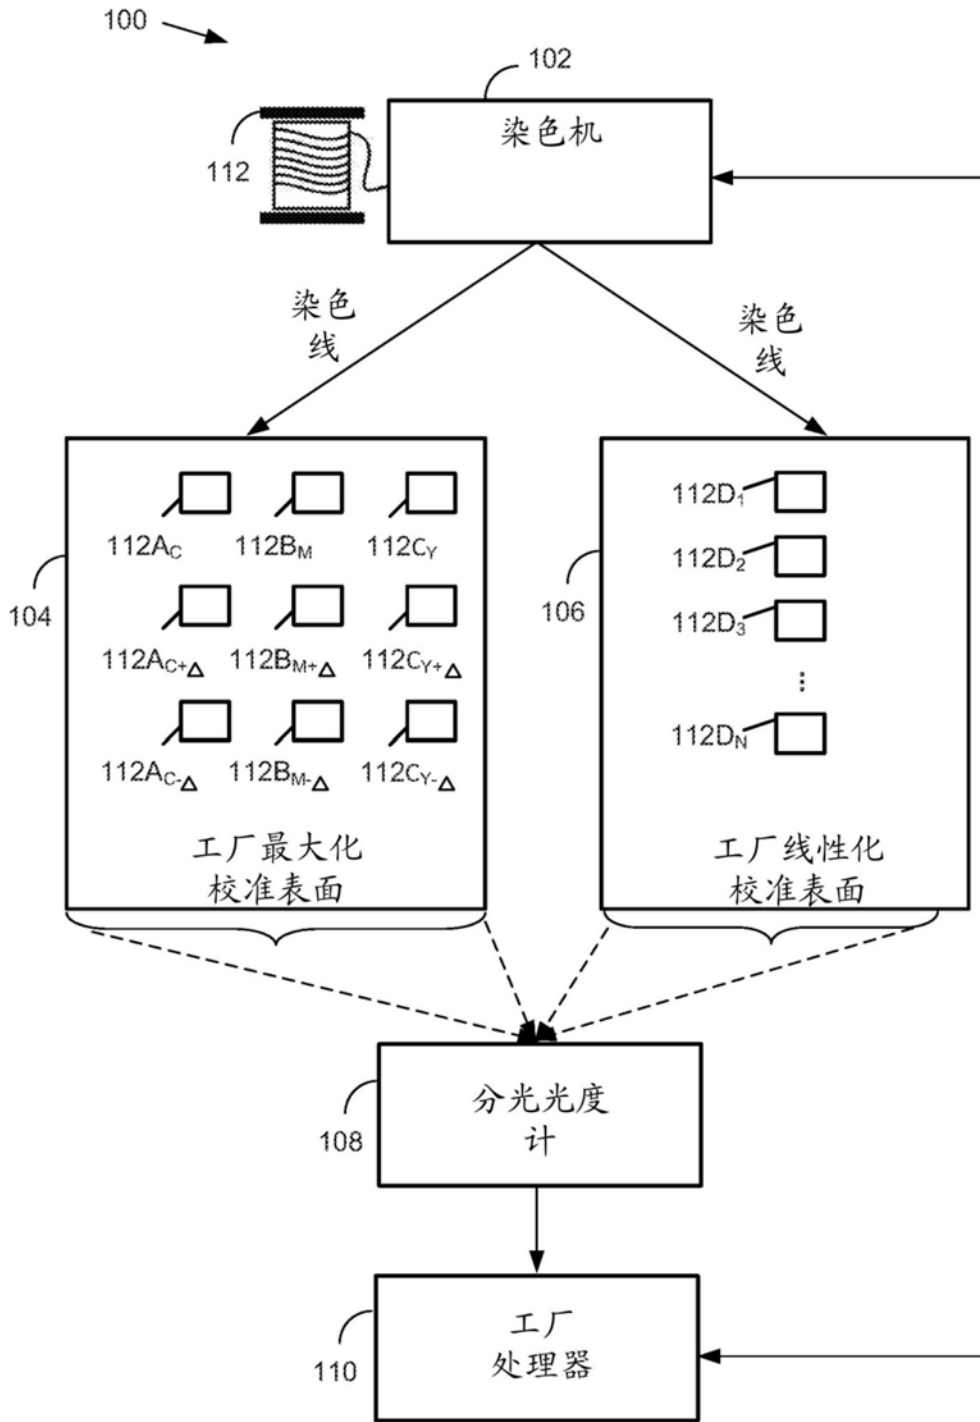 100
102
染色机
112
染色
线
染色
线
104
112A_C 112B_M 112C_Y
112A_C+△ 112B_M+△ 112C_Y+△
112A_C-△ 112B_M-△ 112C_Y-△
工厂最大化
校准表面
106
112D_1
112D_2
112D_3
⋮
112D_N
工厂线性化
校准表面
108
分光光度
计
110
工厂
处理器